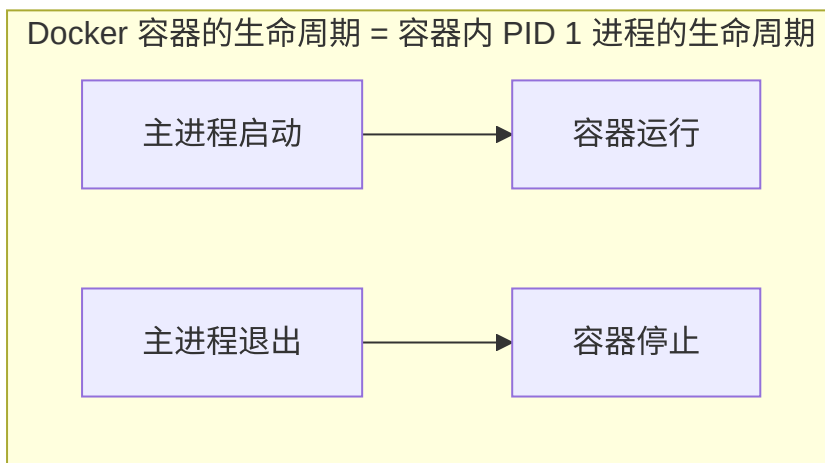 Docker 容器的生命周期 = 容器内 PID 1 进程的生命周期
主进程启动
容器运行
主进程退出
容器停止